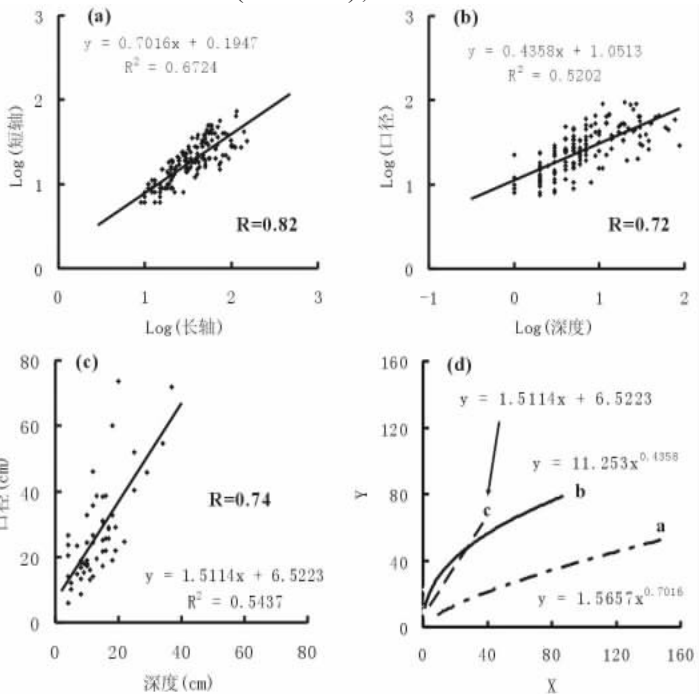 (a)
y = 0.7016x + 0.1947
R² = 0.6724
R=0.82
3
2
1
0
0
1
2
3
Log(短轴)
Log(长轴)
(b)
y = 0.4358x + 1.0513
R² = 0.5202
R=0.72
3
2
1
0
-1
0
1
2
Log(口径)
Log(深度)
(c)
R=0.74
y = 1.5114x + 6.5223
R² = 0.5437
80
60
40
20
0
0
20
40
60
80
口径(cm)
深度(cm)
(d)
y = 1.5114x + 6.5223
y = 11.253x^0.4358
c
b
a
y = 1.5657x^0.7016
160
120
80
40
0
0
40
80
120
160
Y
X